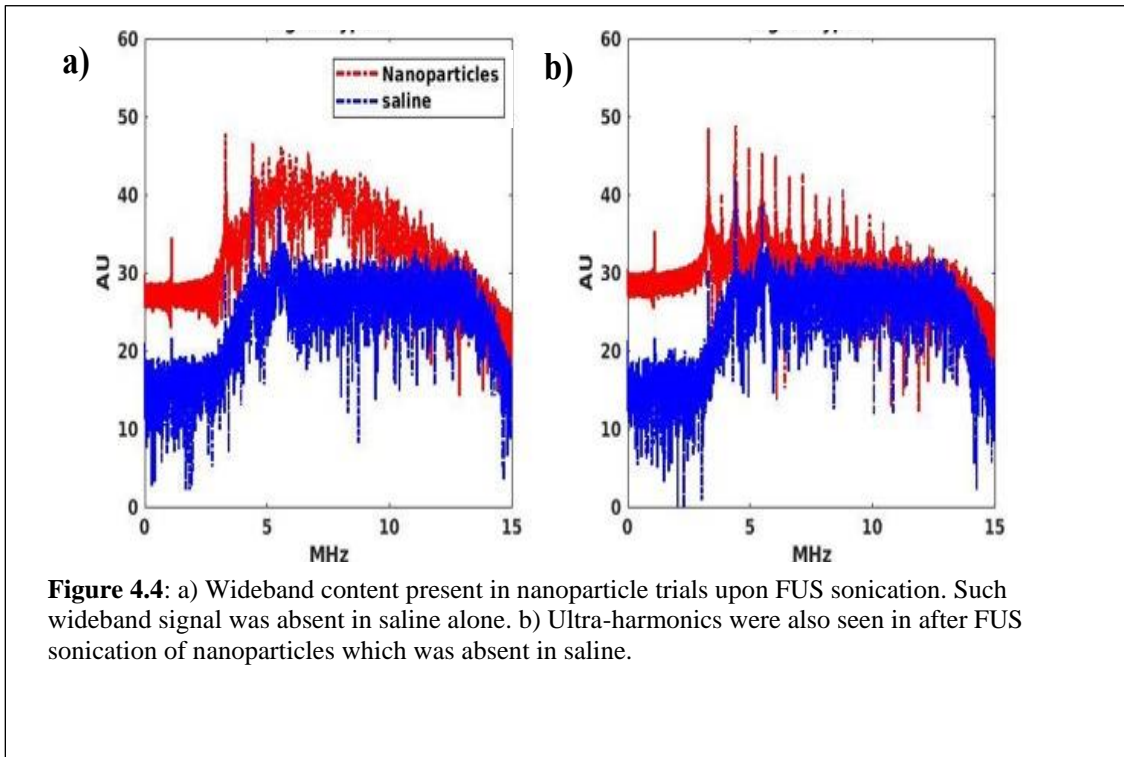 a)
b)
60
50
40
30
20
10
0
AU
0 5 10 15
MHz
Nanoparticles
saline
60
50
40
30
20
10
0
AU
0 5 10 15
MHz
Figure 4.4: a) Wideband content present in nanoparticle trials upon FUS sonication. Such
wideband signal was absent in saline alone. b) Ultra-harmonics were also seen in after FUS
sonication of nanoparticles which was absent in saline.